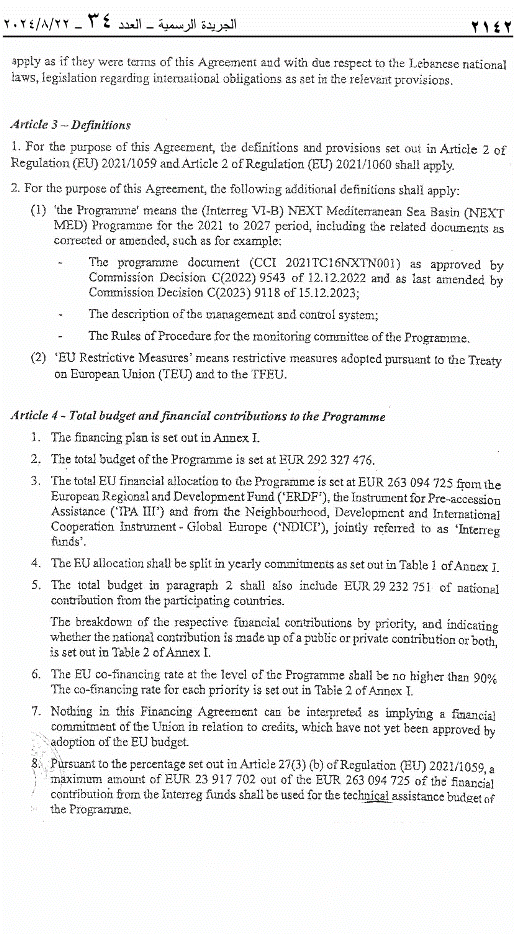 ٢١٤٢ الجريدة الرسمية – العدد ٣٤ – ٢٠٢٤/٨/٢٢
apply as if they were terms of this Agreement and with due respect to the Lebanese national
laws, legislation regarding international obligations as set in the relevant provisions.
Article 3 – Definitions
1. For the purpose of this Agreement, the definitions and provisions set out in Article 2 of
Regulation (EU) 2021/1059 and Article 2 of Regulation (EU) 2021/1060 shall apply.
2. For the purpose of this Agreement, the following additional definitions shall apply:
(1) 'the Programme' means the (Interreg VI-B) NEXT Mediterranean Sea Basin (NEXT
MED) Programme for the 2021 to 2027 period, including the related documents as
corrected or amended, such as for example:
- The programme document (CCI 2021TC16NXTN001) as approved by
Commission Decision C(2022) 9543 of 12.12.2022 and as last amended by
Commission Decision C(2023) 9118 of 15.12.2023;
- The description of the management and control system;
- The Rules of Procedure for the monitoring committee of the Programme.
(2) 'EU Restrictive Measures' means restrictive measures adopted pursuant to the Treaty
on European Union (TEU) and to the TFEU.
Article 4 - Total budget and financial contributions to the Programme
1. The financing plan is set out in Annex I.
2. The total budget of the Programme is set at EUR 292 327 476.
3. The total EU financial allocation to the Programme is set at EUR 263 094 725 from the
European Regional and Development Fund ('ERDF'), the Instrument for Pre-accession
Assistance ('IPA III') and from the Neighbourhood, Development and International
Cooperation Instrument - Global Europe ('NDICI'), jointly referred to as 'Interreg
funds'.
4. The EU allocation shall be split in yearly commitments as set out in Table 1 of Annex I.
5. The total budget in paragraph 2 shall also include EUR 29 232 751 of national
contribution from the participating countries.
The breakdown of the respective financial contributions by priority, and indicating
whether the national contribution is made up of a public or private contribution or both,
is set out in Table 2 of Annex I.
6. The EU co-financing rate at the level of the Programme shall be no higher than 90%
The co-financing rate for each priority is set out in Table 2 of Annex I.
7. Nothing in this Financing Agreement can be interpreted as implying a financial
commitment of the Union in relation to credits, which have not yet been approved by
adoption of the EU budget.
8. Pursuant to the percentage set out in Article 27(3) (b) of Regulation (EU) 2021/1059, a
maximum amount of EUR 23 917 702 out of the EUR 263 094 725 of the financial
contribution from the Interreg funds shall be used for the technical assistance budget of
the Programme.